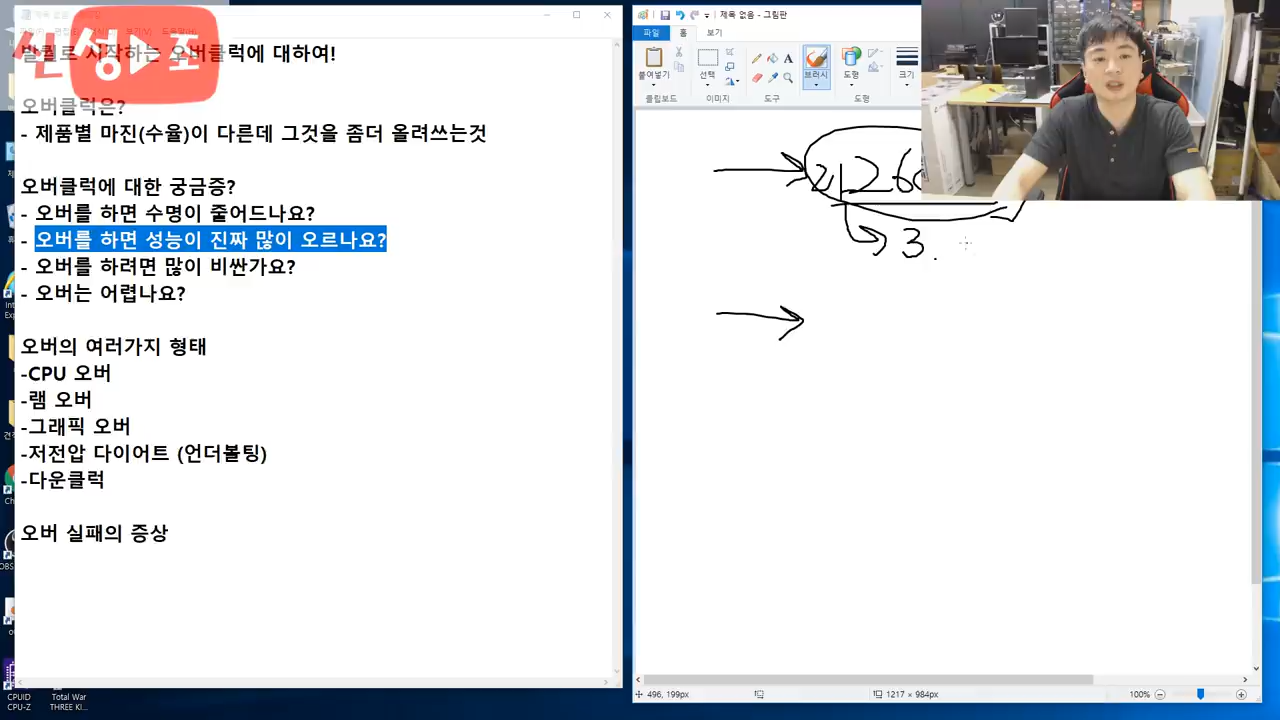 제목 없음
신성조
발퀄로 시작하는 오버클럭에 대하여!
오버클럭은?
- 제품별 마진(수율)이 다른데 그것을 좀더 올려쓰는것
오버클럭에 대한 궁금증?
- 오버를 하면 수명이 줄어드나요?
- 오버를 하면 성능이 진짜 많이 오르나요?
- 오버를 하려면 많이 비싼가요?
- 오버는 어렵나요?
오버의 여러가지 형태
-CPU 오버
-램 오버
-그래픽 오버
-저전압 다이어트 (언더볼팅)
-다운클럭
오버 실패의 증상
CPUID
CPU-Z
Total War
THREE KI...
제목 없음 - 그림판
파일 홈 보기
붙여넣기 선택 브러시 도형 크기
클립보드 이미지 도구 도형
3.
496, 199px 1217 × 984px 100%